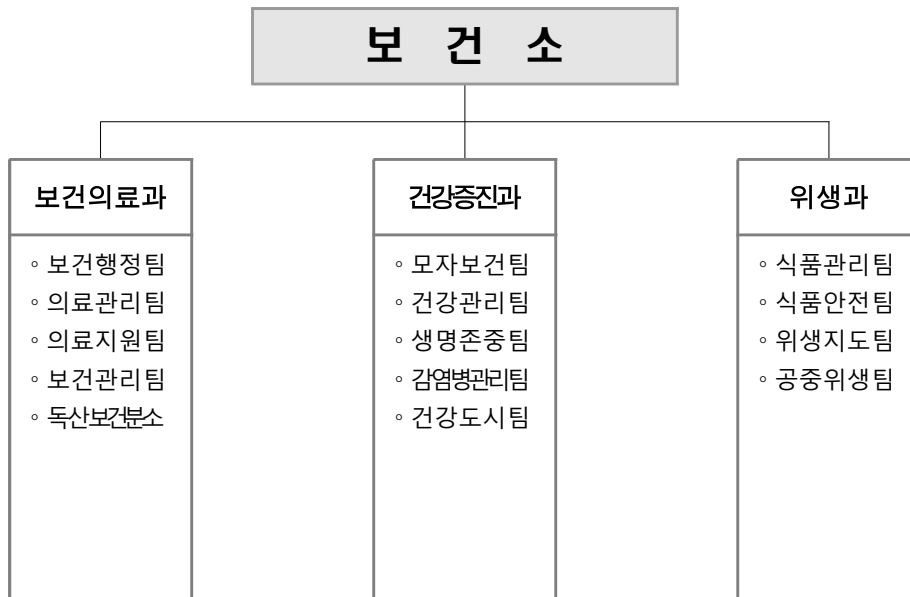 보 건 소
보건의료과
◦ 보건행정팀
◦ 의료관리팀
◦ 의료지원팀
◦ 보건관리팀
◦ 독산보건분소
건강증진과
◦ 모자보건팀
◦ 건강관리팀
◦ 생명존중팀
◦ 감염병관리팀
◦ 건강도시팀
위생과
◦ 식품관리팀
◦ 식품안전팀
◦ 위생지도팀
◦ 공중위생팀